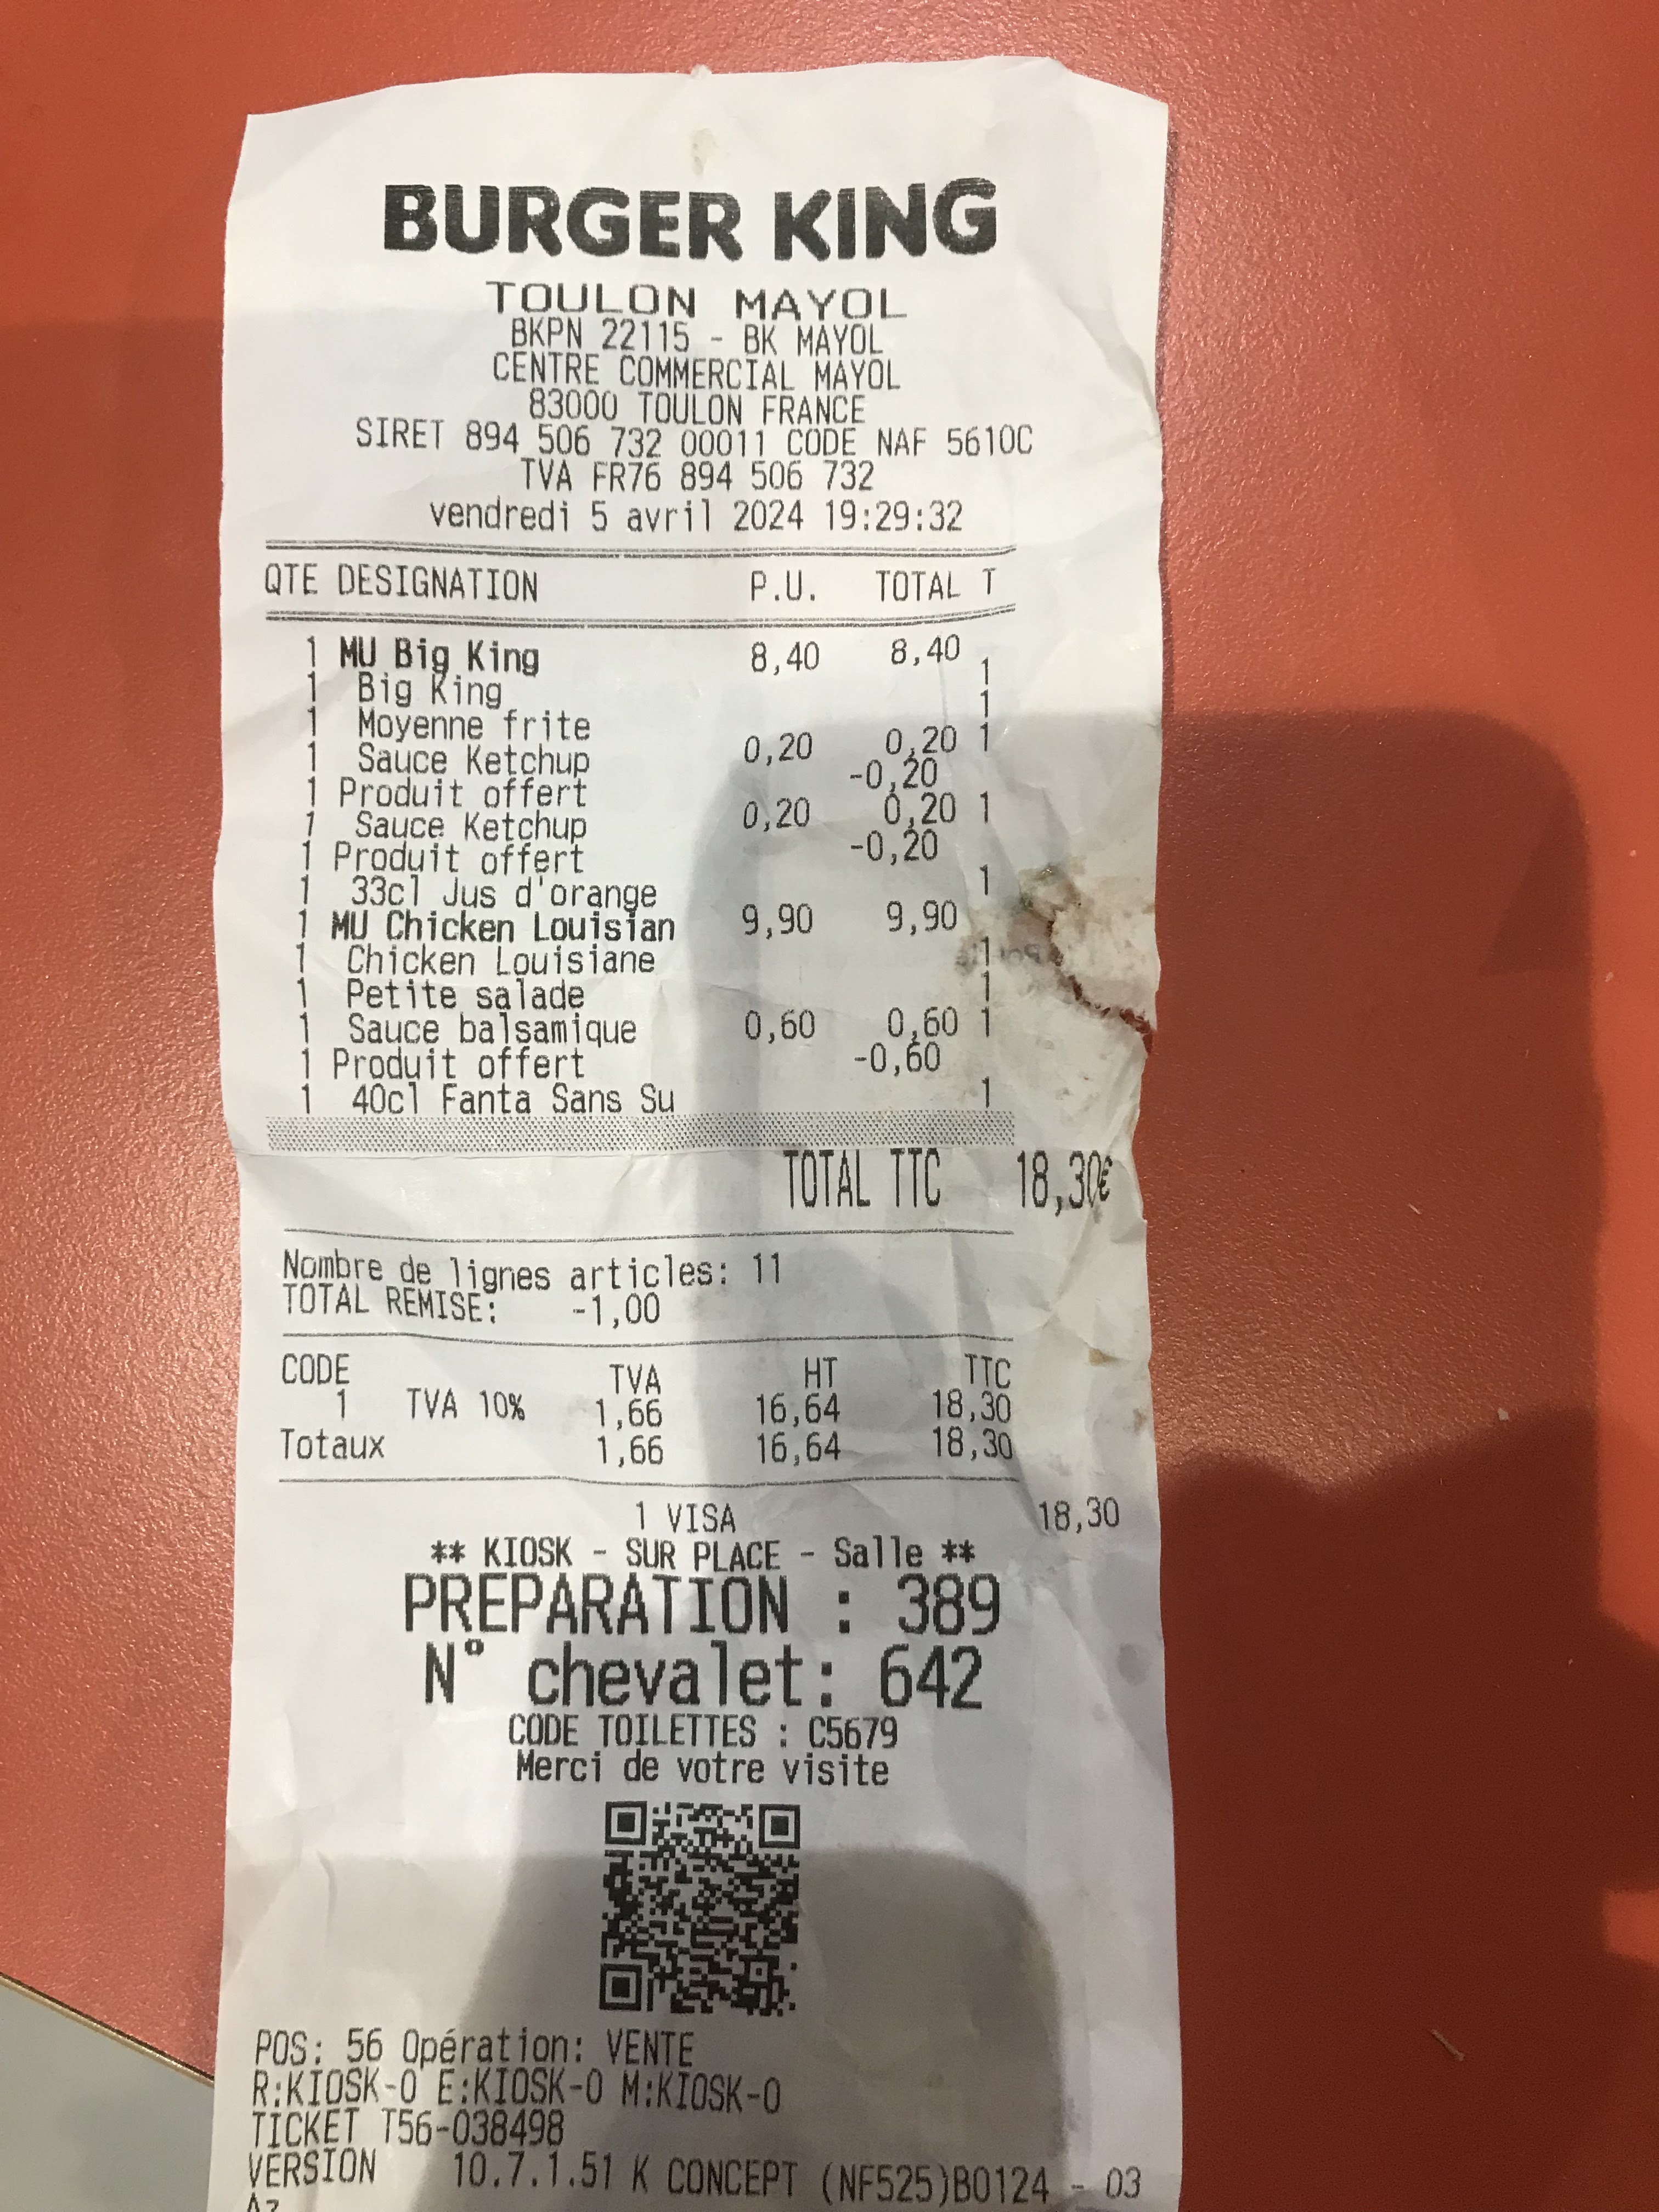 BURGER KING
TOULON MAYOL
BKPN 22115 - BK MAYOL
CENTRE COMMERCIAL MAYOL
83000 TOULON FRANCE
SIRET 894 506 732 00011 CODE NAF 5610C
TVA FR76 894 506 732
vendredi 5 avril 2024 19:29:32
QTE DESIGNATION P.U. TOTAL T
1 MU Big King 8,40 8,40
1 Big King 1
1 Moyenne frite 1
1 Sauce Ketchup 0,20 0,20 1
1 Produit offert -0,20
1 Sauce Ketchup 0,20 0,20 1
1 Produit offert -0,20
1 33cl Jus d'orange 1
1 MU Chicken Louisian 9,90 9,90
1 Chicken Louisiane 1
1 Petite salade 1
1 Sauce balsamique 0,60 0,60 1
1 Produit offert -0,60
1 40cl Fanta Sans Su 1
TOTAL TTC 18,30€
Nombre de lignes articles: 11
TOTAL REMISE: -1,00
CODE TVA HT TTC
1 TVA 10% 1,66 16,64 18,30
Totaux 1,66 16,64 18,30
1 VISA 18,30
** KIOSK - SUR PLACE - Salle **
PREPARATION : 389
N° chevalet: 642
CODE TOILETTES : C5679
Merci de votre visite
POS: 56 Opération: VENTE
R:KIOSK-0 E:KIOSK-0 M:KIOSK-0
TICKET T56-038498
VERSION 10.7.1.51 K CONCEPT (NF525)B0124 - 03